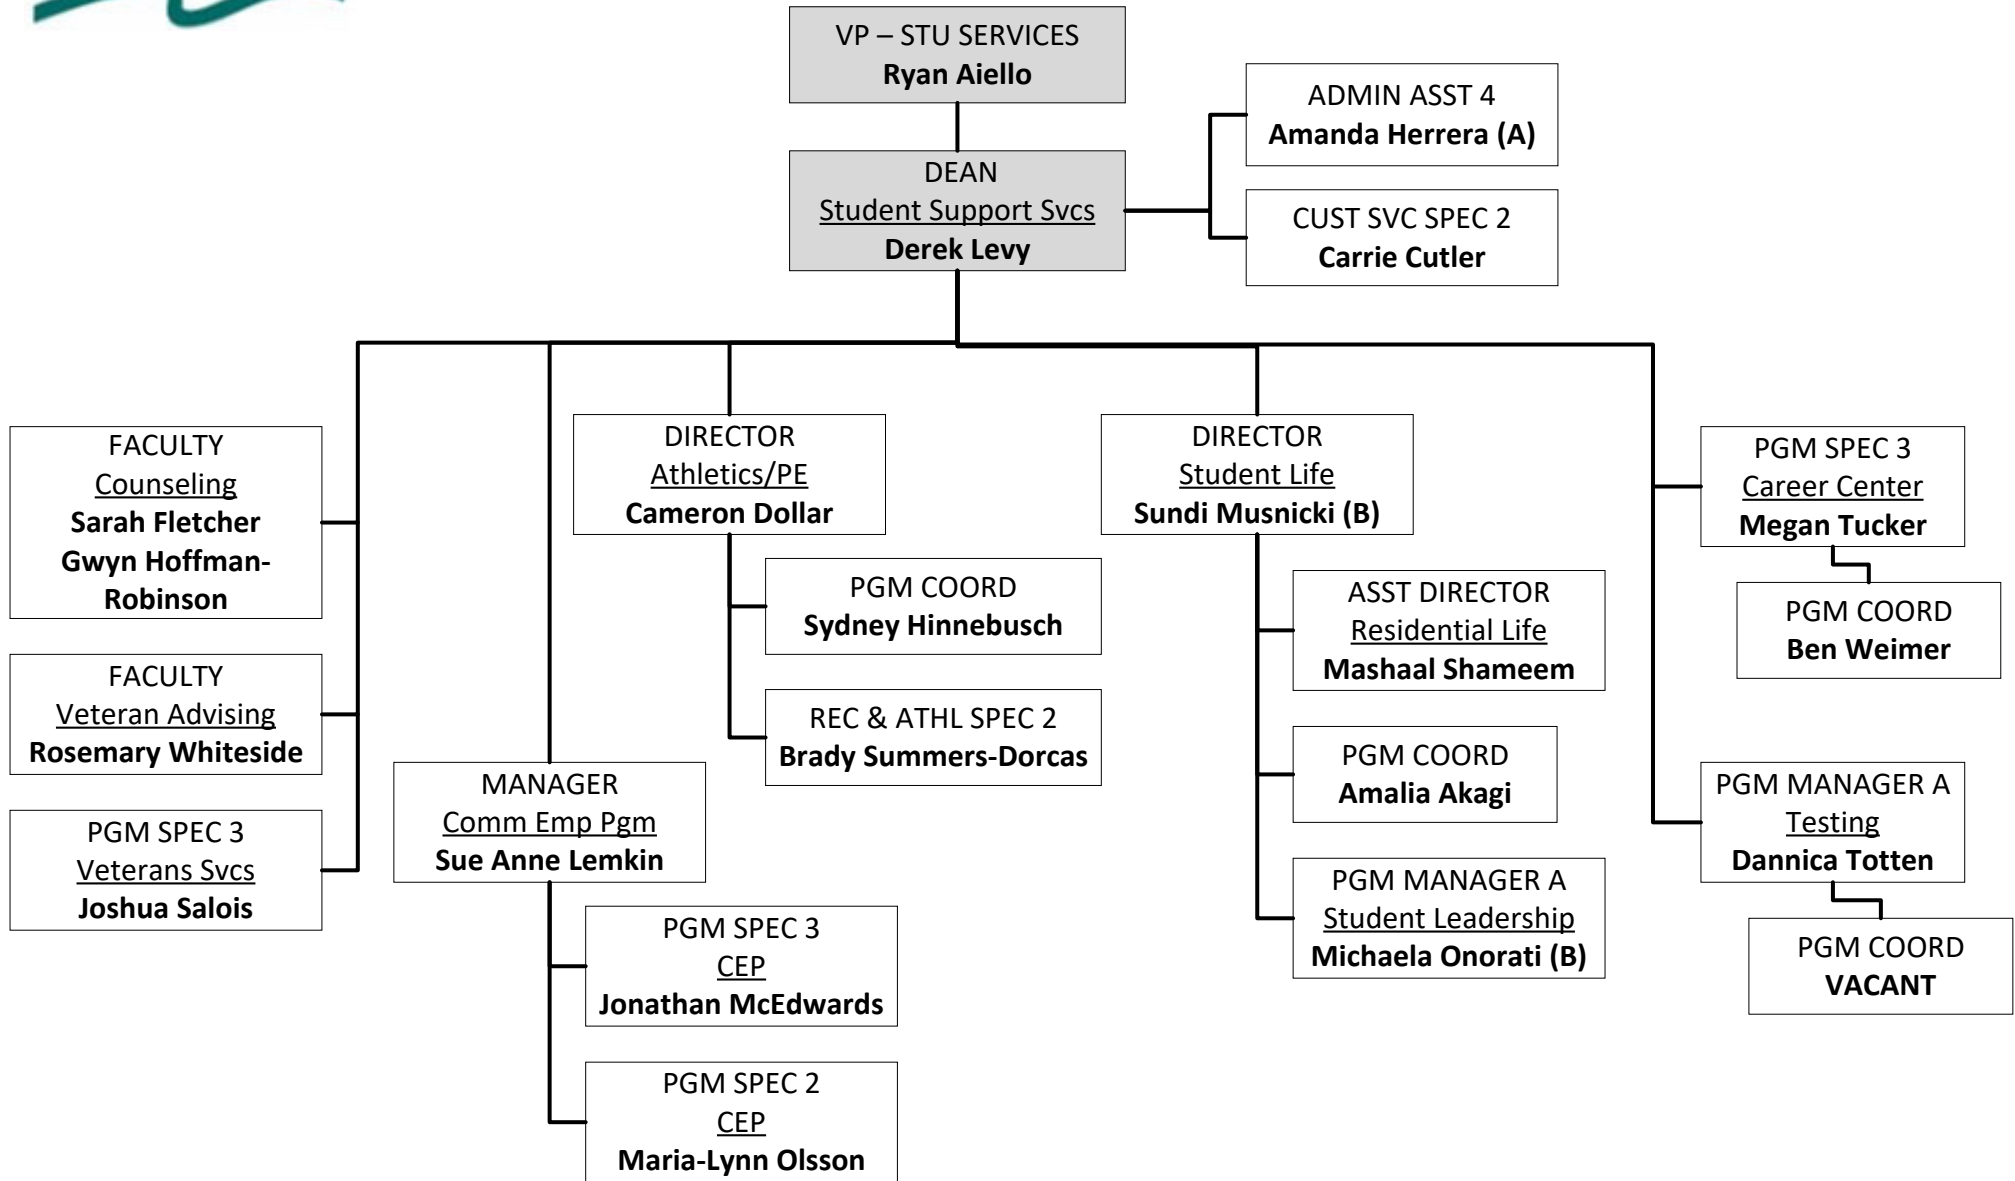 VP – STU SERVICES
Ryan Aiello
ADMIN ASST 4
Amanda Herrera (A)
DEAN
Student Support Svcs
Derek Levy
CUST SVC SPEC 2
Carrie Cutler
FACULTY
Counseling
Sarah Fletcher
Gwyn Hoffman-
Robinson
FACULTY
Veteran Advising
Rosemary Whiteside
PGM SPEC 3
Veterans Svcs
Joshua Salois
MANAGER
Comm Emp Pgm
Sue Anne Lemkin
PGM SPEC 3
CEP
Jonathan McEdwards
PGM SPEC 2
CEP
Maria-Lynn Olsson
DIRECTOR
Athletics/PE
Cameron Dollar
PGM COORD
Sydney Hinnebusch
REC & ATHL SPEC 2
Brady Summers-Dorcas
DIRECTOR
Student Life
Sundi Musnicki (B)
ASST DIRECTOR
Residential Life
Mashaal Shameem
PGM COORD
Amalia Akagi
PGM MANAGER A
Student Leadership
Michaela Onorati (B)
PGM SPEC 3
Career Center
Megan Tucker
PGM COORD
Ben Weimer
PGM MANAGER A
Testing
Dannica Totten
PGM COORD
VACANT